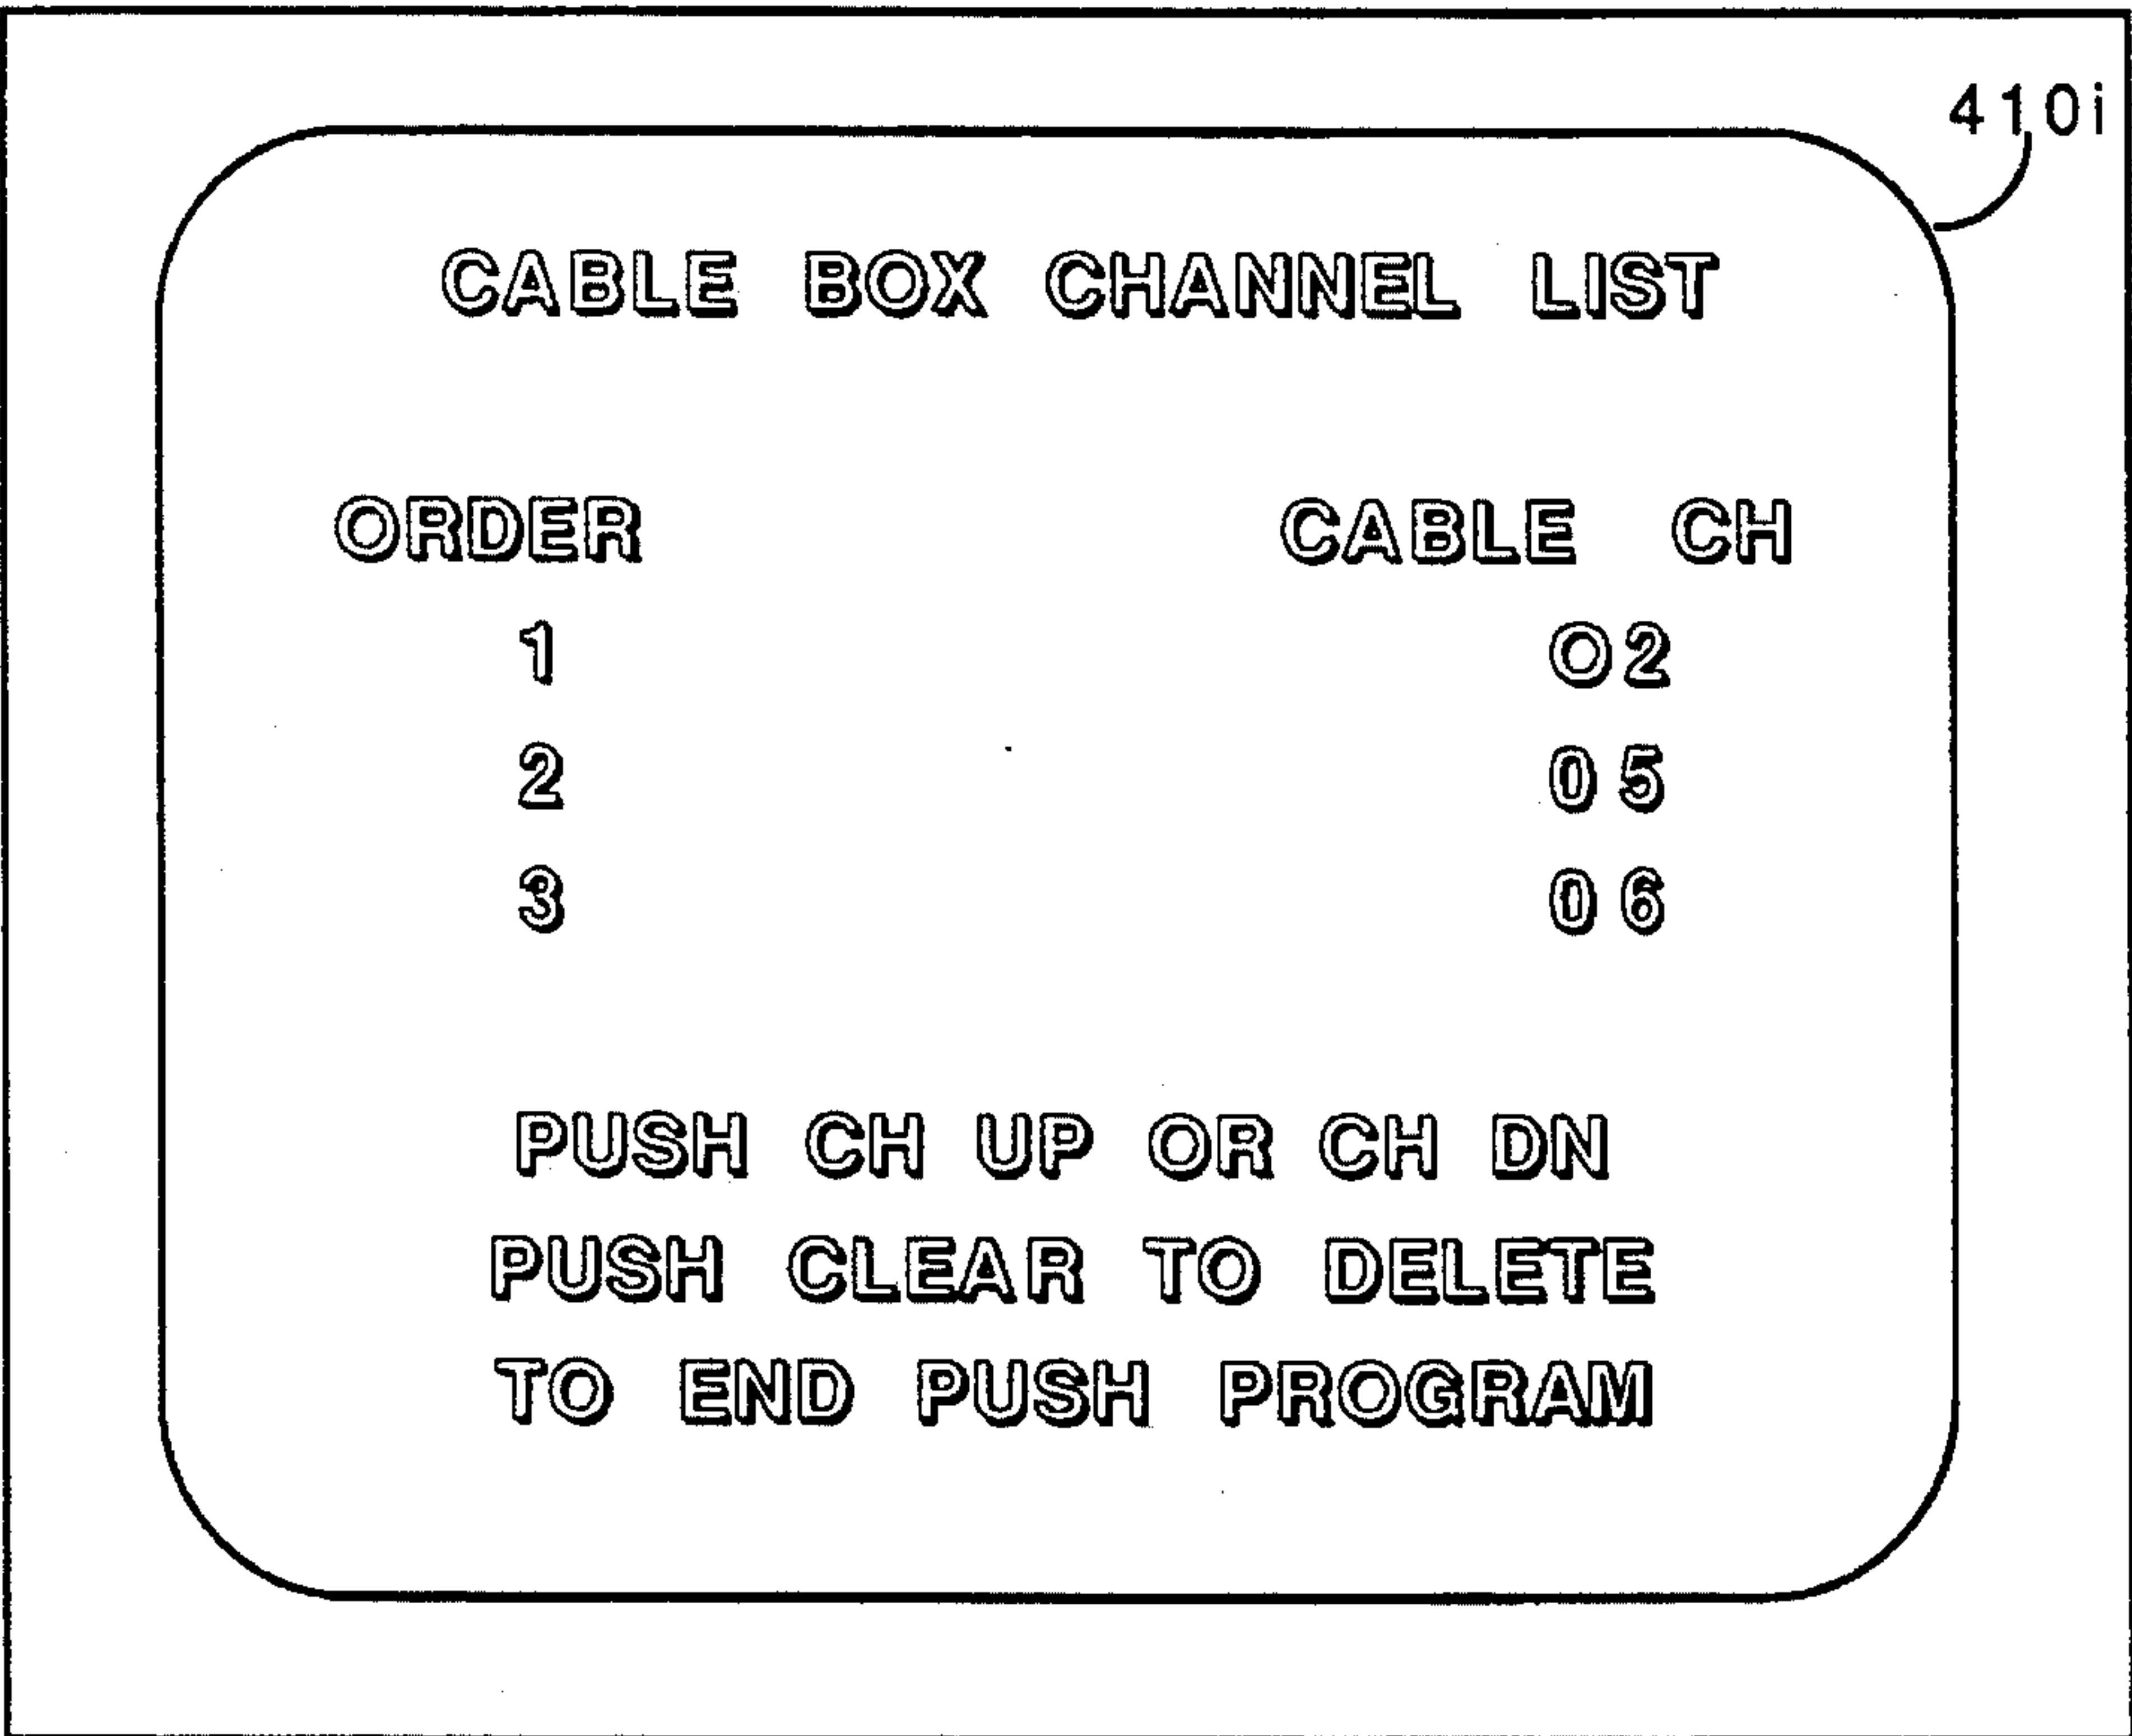 410i
CABLE BOX CHANNEL LIST
ORDER CABLE CH
1 O2
2 05
3 06
PUSH CH UP OR CH DN
PUSH CLEAR TO DELETE
TO END PUSH PROGRAM